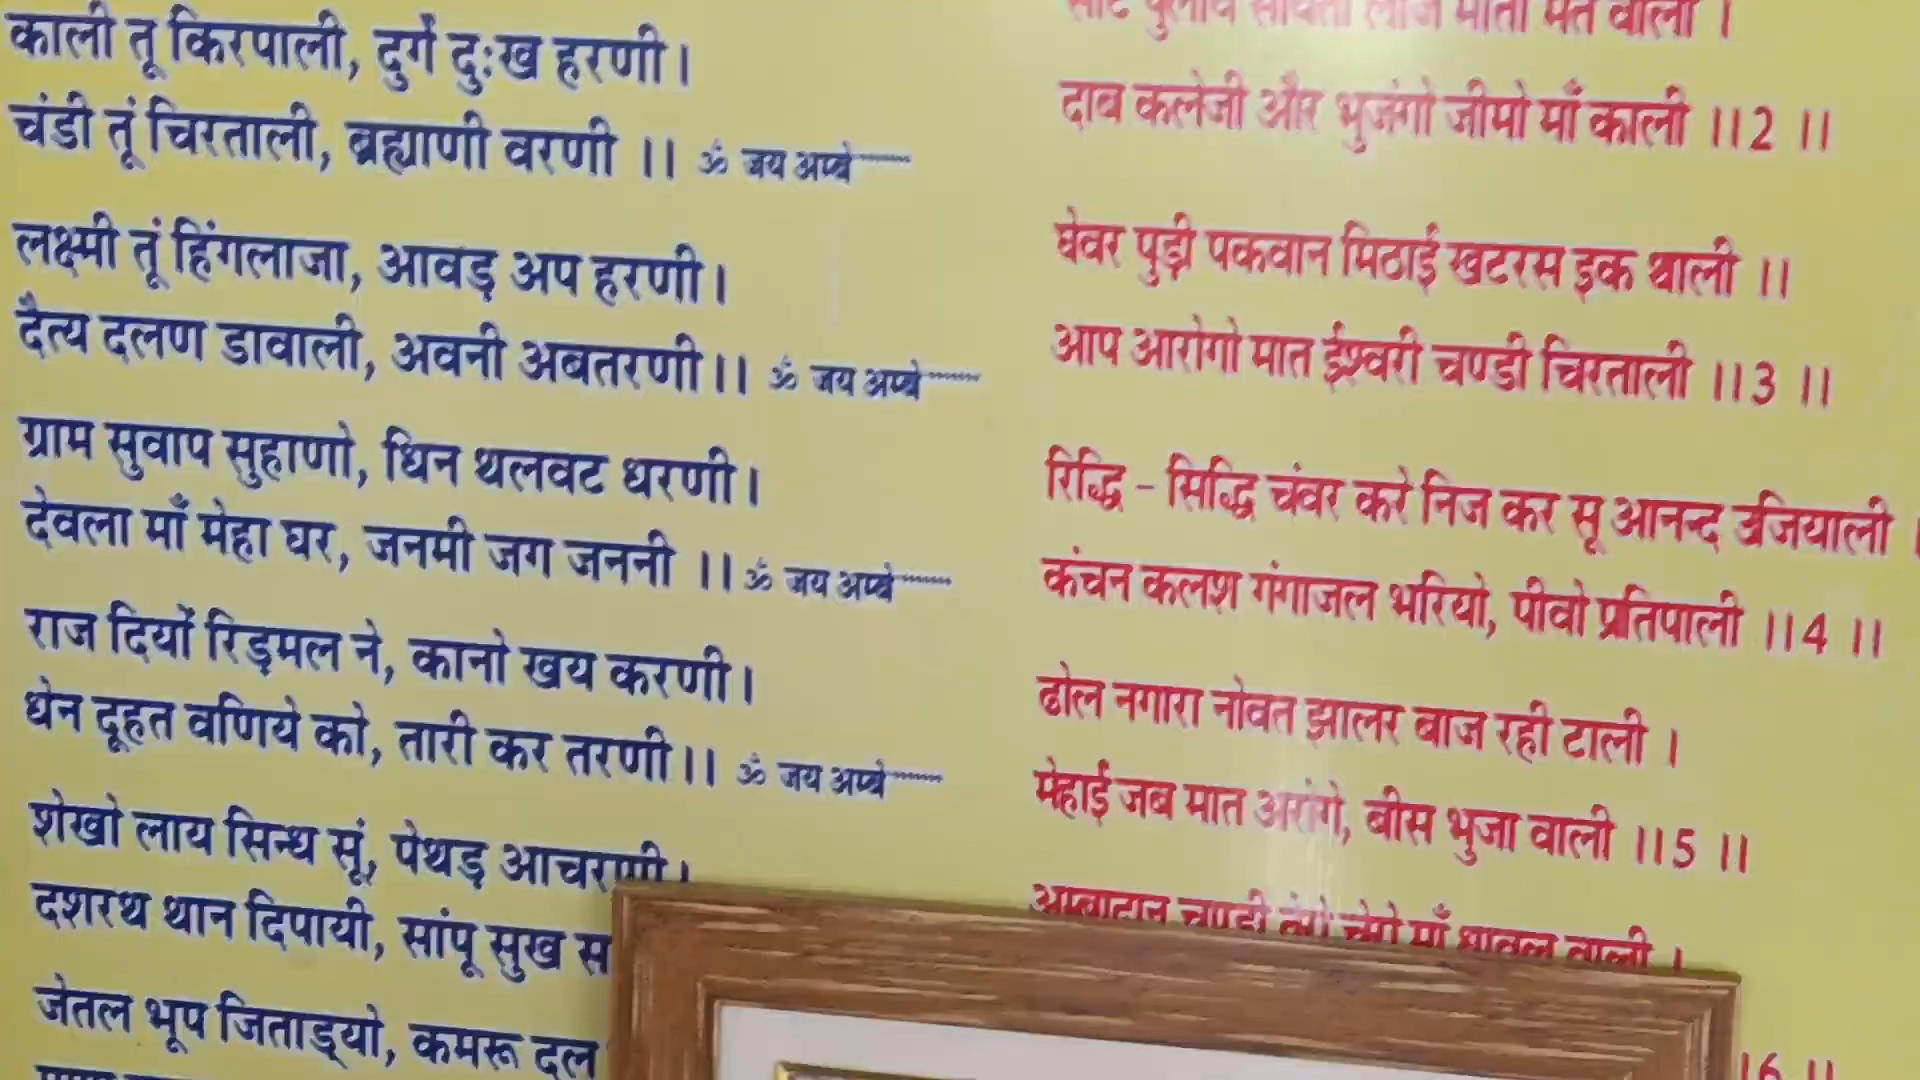 काली तू किरपाली, दुर्गे दुःख हरणी।
चंडी तूं चिरताली, ब्रह्माणी वरणी ।। ॐ जय अम्बे
लक्ष्मी तूं हिंगलाजा, आवड़ अप हरणी।
दैत्य दलण डावाली, अवनी अबतरणी।। ॐ जय अम्बे
ग्राम सुवाप सुहाणो, धिन थलवट धरणी।
देवला माँ मेहा घर, जनमी जग जननी ।। ॐ जय अम्बे
राज दियों रिड़मल ने, कानो खय करणी।
धेन दूहत वणिये को, तारी कर तरणी।। ॐ जय अम्बे
शेखो लाय सिन्ध सूं, पेथड़ आचरणी।
दशरथ थान दिपायी, सांपू सुख
जेतल भूप जिताड़्यो, कमरू दल
दाब कलेजी और भुजंगो जीमो माँ काली ।।2 ।।
घेवर पुड़ी पकवान मिठाई खटरस इक थाली ।।
आप आरोगो मात ईश्वरी चण्डी चिरताली ।।3 ।।
रिद्धि - सिद्धि चंवर करे निज कर सू आनन्द उजियाली ।
कंचन कलश गंगाजल भरियो, पीवो प्रतिपाली ।।4 ।।
ढोल नगारा नोवत झालर बाज रही टाली ।
मेहाई जब मात अरोंगे, बीस भुजा वाली ।।5 ।।
।।6 ।।